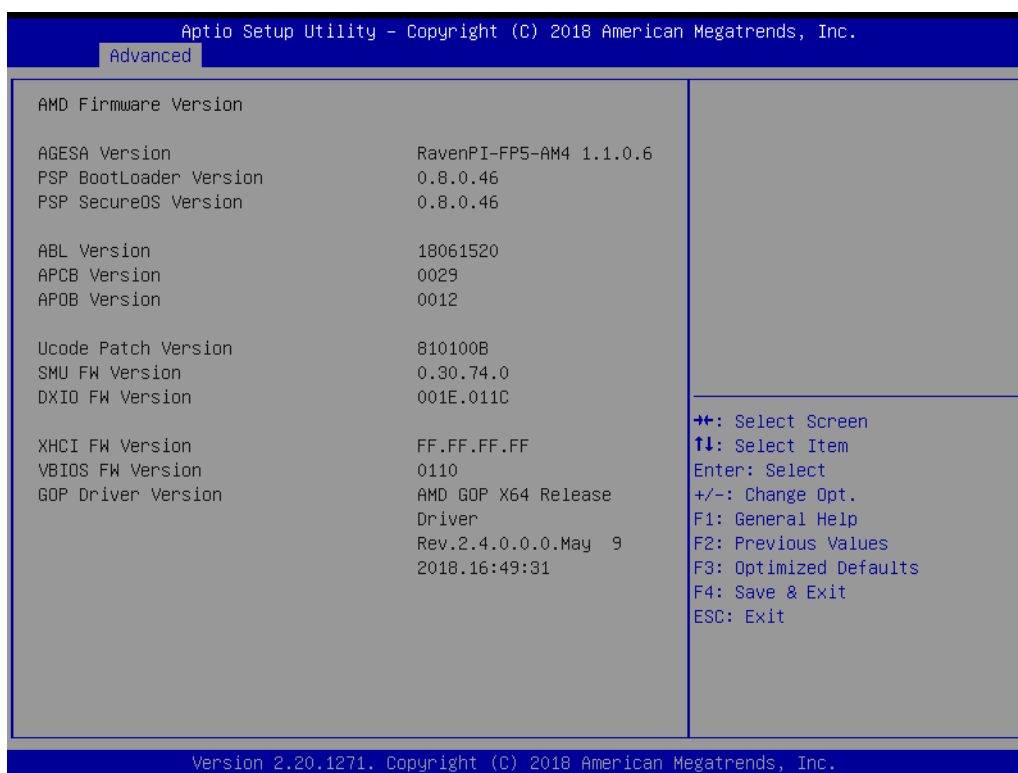 Aptio Setup Utility – Copyright (C) 2018 American Megatrends, Inc.
Advanced
AMD Firmware Version
AGESA Version RavenPI-FP5-AM4 1.1.0.6
PSP BootLoader Version 0.8.0.46
PSP SecureOS Version 0.8.0.46
ABL Version 18061520
APCB Version 0029
APOB Version 0012
Ucode Patch Version 810100B
SMU FW Version 0.30.74.0
DXIO FW Version 001E.011C
XHCI FW Version FF.FF.FF.FF
VBIOS FW Version 0110
GOP Driver Version AMD GOP X64 Release
Driver
Rev.2.4.0.0.0.May 9
2018.16:49:31
→←: Select Screen
↑↓: Select Item
Enter: Select
+/-: Change Opt.
F1: General Help
F2: Previous Values
F3: Optimized Defaults
F4: Save & Exit
ESC: Exit
Version 2.20.1271. Copyright (C) 2018 American Megatrends, Inc.